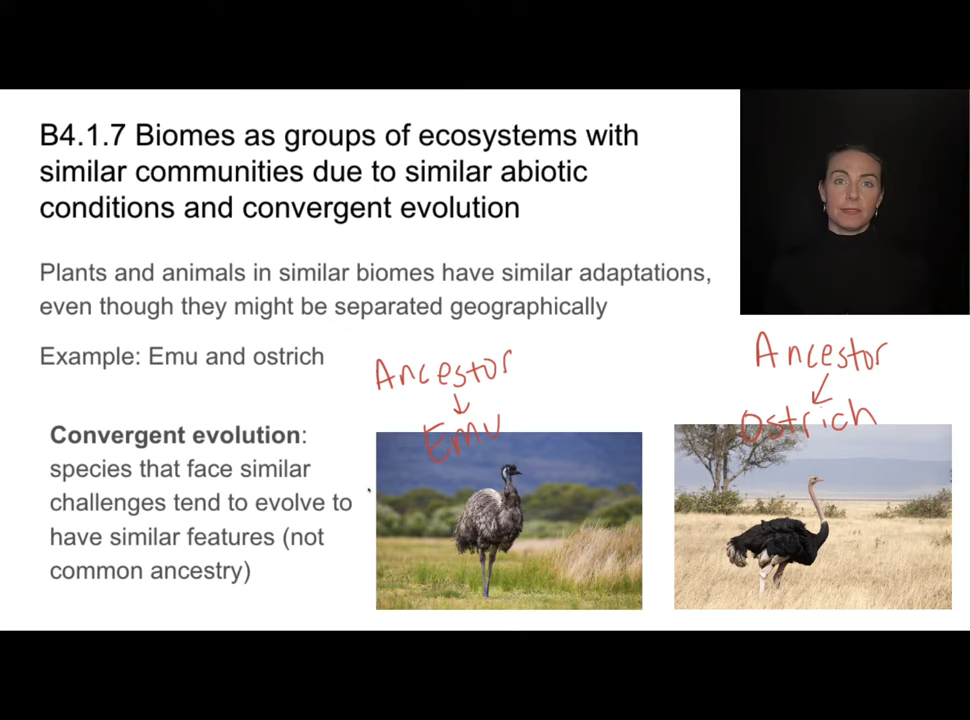 B4.1.7 Biomes as groups of ecosystems with
similar communities due to similar abiotic
conditions and convergent evolution
Plants and animals in similar biomes have similar adaptations,
even though they might be separated geographically
Example: Emu and ostrich
Ancestor
Emu
Ancestor
Ostrich
Convergent evolution:
species that face similar
challenges tend to evolve to
have similar features (not
common ancestry)